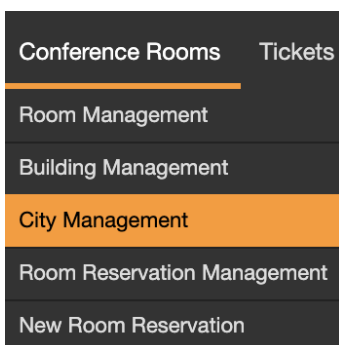 Conference Rooms Tickets
Room Management
Building Management
City Management
Room Reservation Management
New Room Reservation